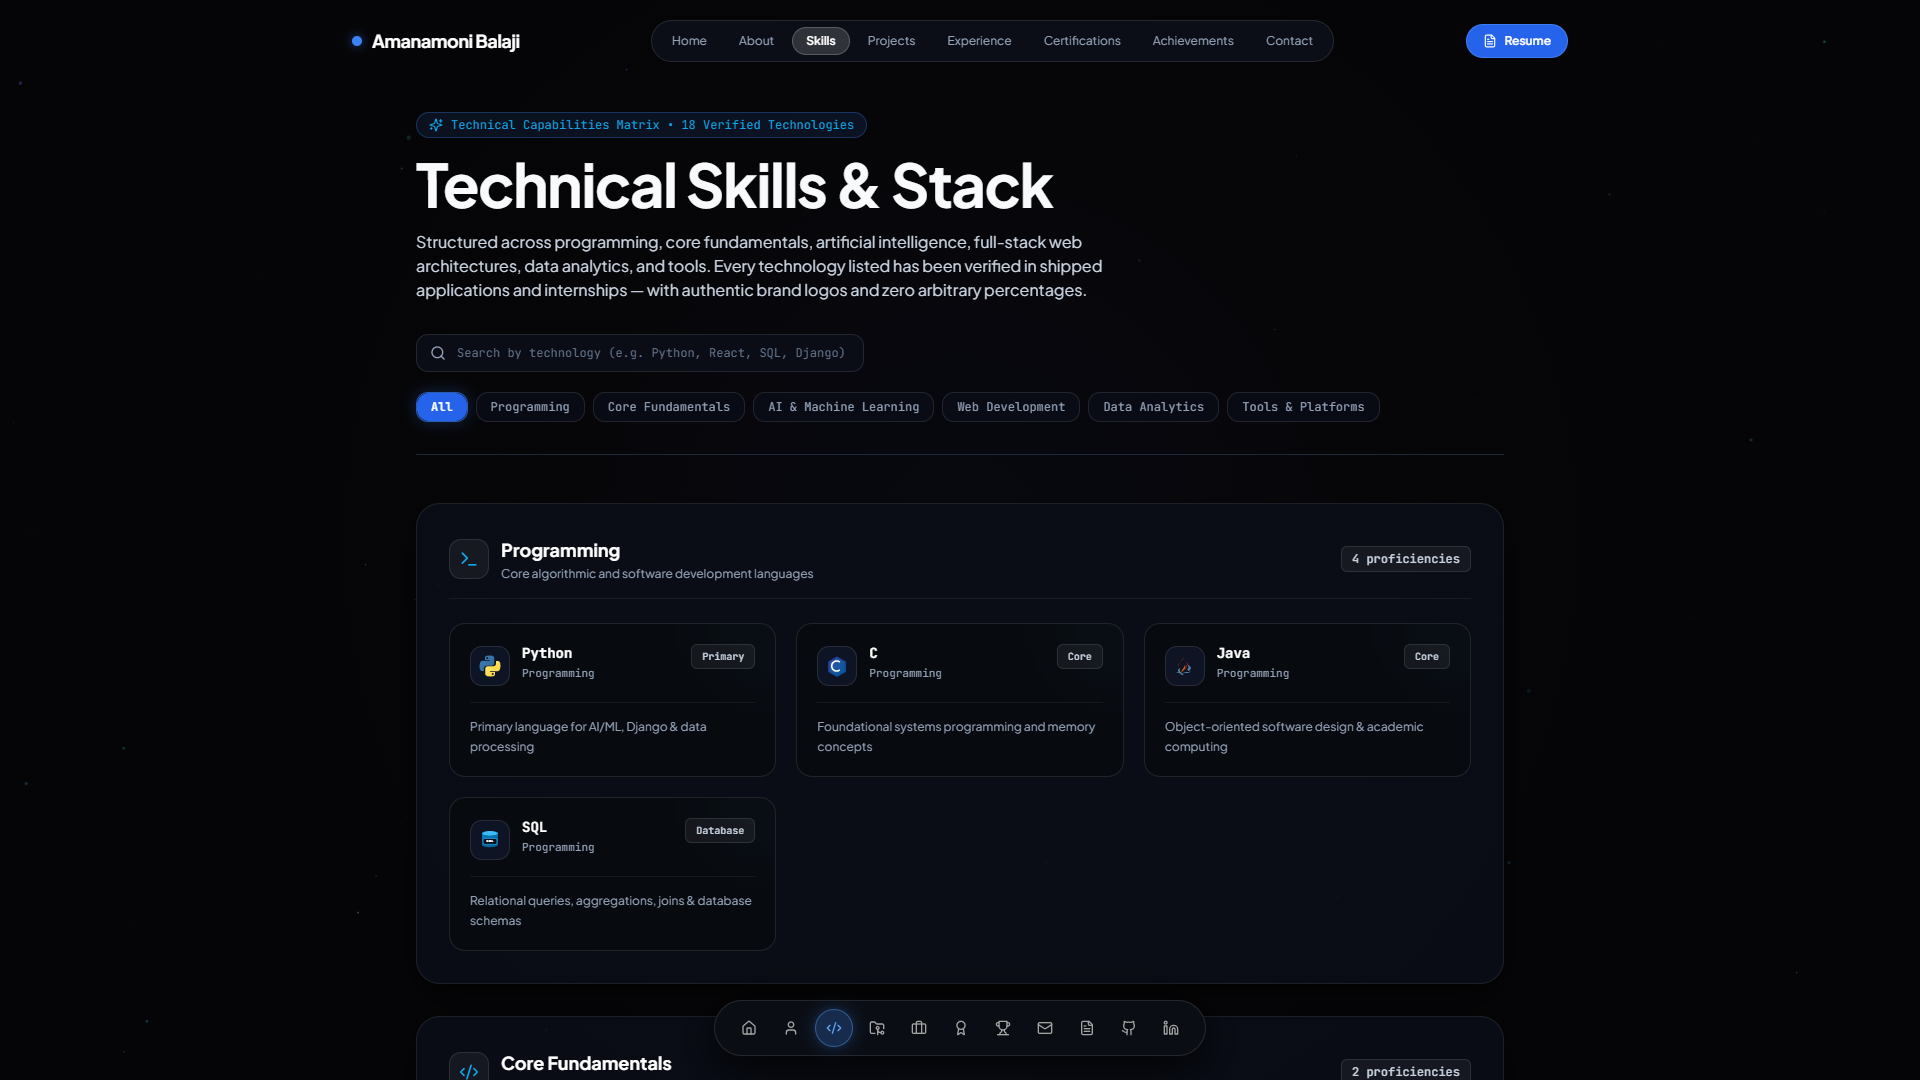 Amanamoni Balaji
Home About Skills Projects Experience Certifications Achievements Contact
Resume
Technical Capabilities Matrix • 18 Verified Technologies
Technical Skills & Stack
Structured across programming, core fundamentals, artificial intelligence, full-stack web
architectures, data analytics, and tools. Every technology listed has been verified in shipped
applications and internships — with authentic brand logos and zero arbitrary percentages.
Search by technology (e.g. Python, React, SQL, Django)
All Programming Core Fundamentals AI & Machine Learning Web Development Data Analytics Tools & Platforms
Programming
Core algorithmic and software development languages
4 proficiencies
Python
Programming
Primary
Primary language for AI/ML, Django & data
processing
C
Programming
Core
Foundational systems programming and memory
concepts
Java
Programming
Core
Object-oriented software design & academic
computing
SQL
Programming
Database
Relational queries, aggregations, joins & database
schemas
Core Fundamentals
2 proficiencies